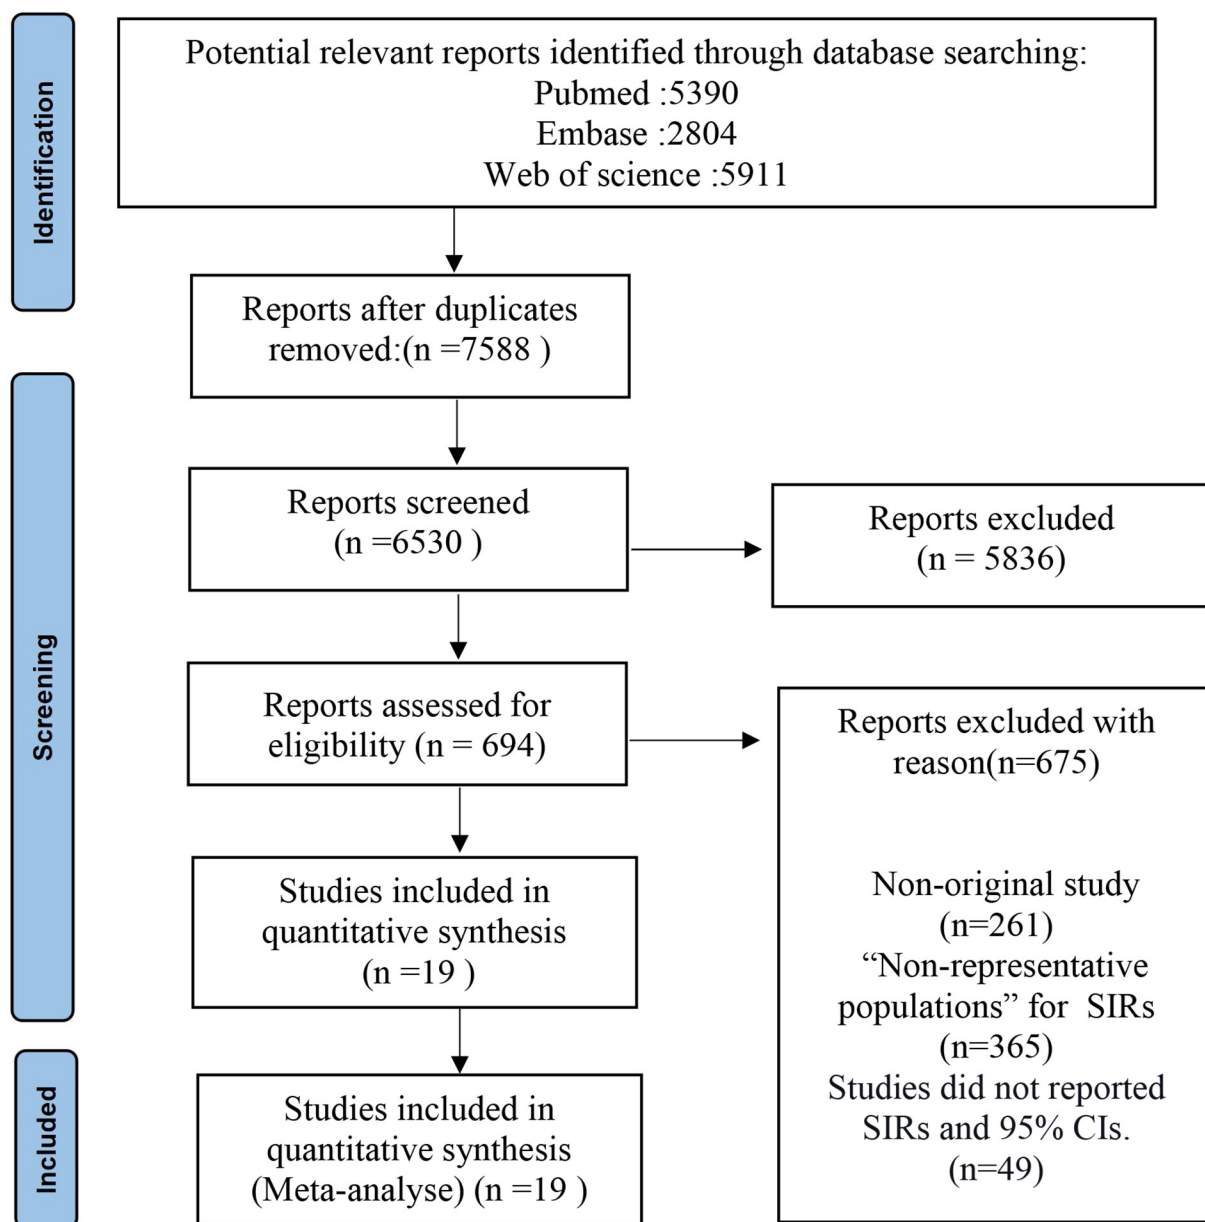 Identification
Potential relevant reports identified through database searching:
Pubmed :5390
Embase :2804
Web of science :5911
Reports after duplicates
removed:(n =7588 )
Screening
Reports screened
(n =6530 )
Reports excluded
(n = 5836)
Reports assessed for
eligibility (n = 694)
Reports excluded with
reason(n=675)
Non-original study
(n=261)
“Non-representative
populations” for  SIRs
(n=365)
Studies did not reported
SIRs and 95% CIs.
(n=49)
Studies included in
quantitative synthesis
(n =19 )
Included
Studies included in
quantitative synthesis
(Meta-analyse) (n =19 )